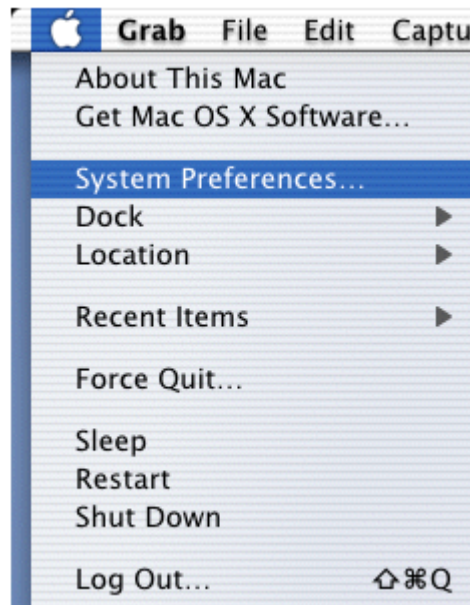 Grab File Edit Captu
About This Mac
Get Mac OS X Software...
System Preferences...
Dock
Location
Recent Items
Force Quit...
Sleep
Restart
Shut Down
Log Out... ⇧⌘Q